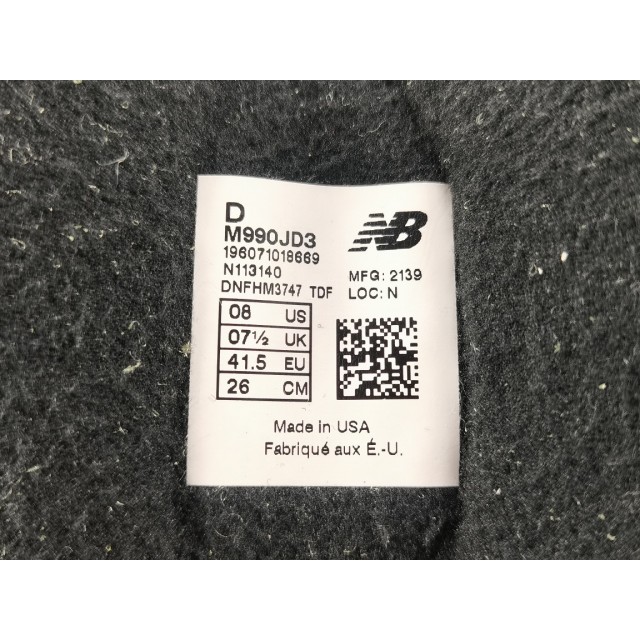 D
M990JD3
196071018669
N113140
DNFHM3747 TDF
NB
MFG: 2139
LOC: N
08 US
07½ UK
41.5 EU
26 CM
Made in USA
Fabriqué aux É.-U.